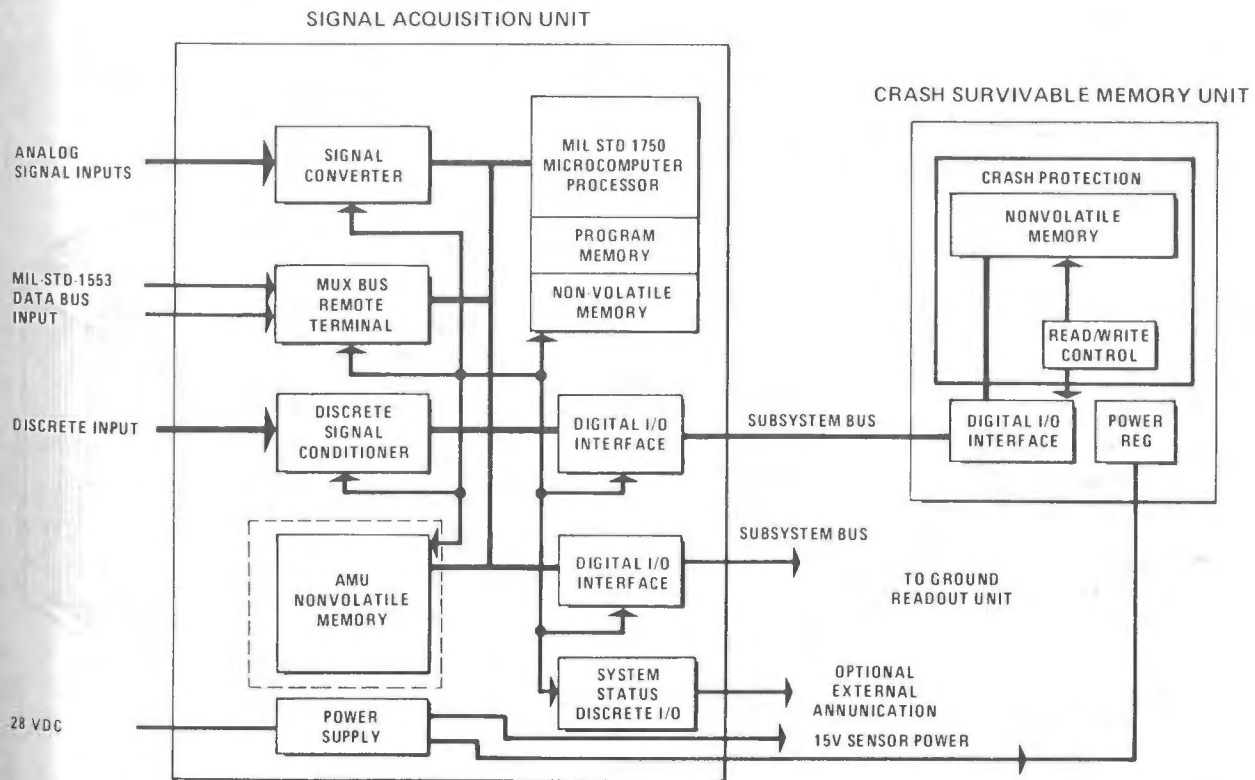 SIGNAL ACQUISITION UNIT
CRASH SURVIVABLE MEMORY UNIT
ANALOG
SIGNAL INPUTS
SIGNAL
CONVERTER
MIL STD 1750
MICROCOMPUTER
PROCESSOR
PROGRAM
MEMORY
NON-VOLATILE
MEMORY
CRASH PROTECTION
NONVOLATILE
MEMORY
READ/WRITE
CONTROL
MIL-STD-1553
DATA BUS
INPUT
MUX BUS
REMOTE
TERMINAL
DISCRETE INPUT
DISCRETE
SIGNAL
CONDITIONER
DIGITAL I/O
INTERFACE
SUBSYSTEM BUS
DIGITAL I/O
INTERFACE
POWER
REG
AMU
NONVOLATILE
MEMORY
DIGITAL I/O
INTERFACE
SUBSYSTEM BUS
TO GROUND
READOUT UNIT
SYSTEM
STATUS
DISCRETE I/O
OPTIONAL
EXTERNAL
ANNUNICATION
28 VDC
POWER
SUPPLY
15V SENSOR POWER